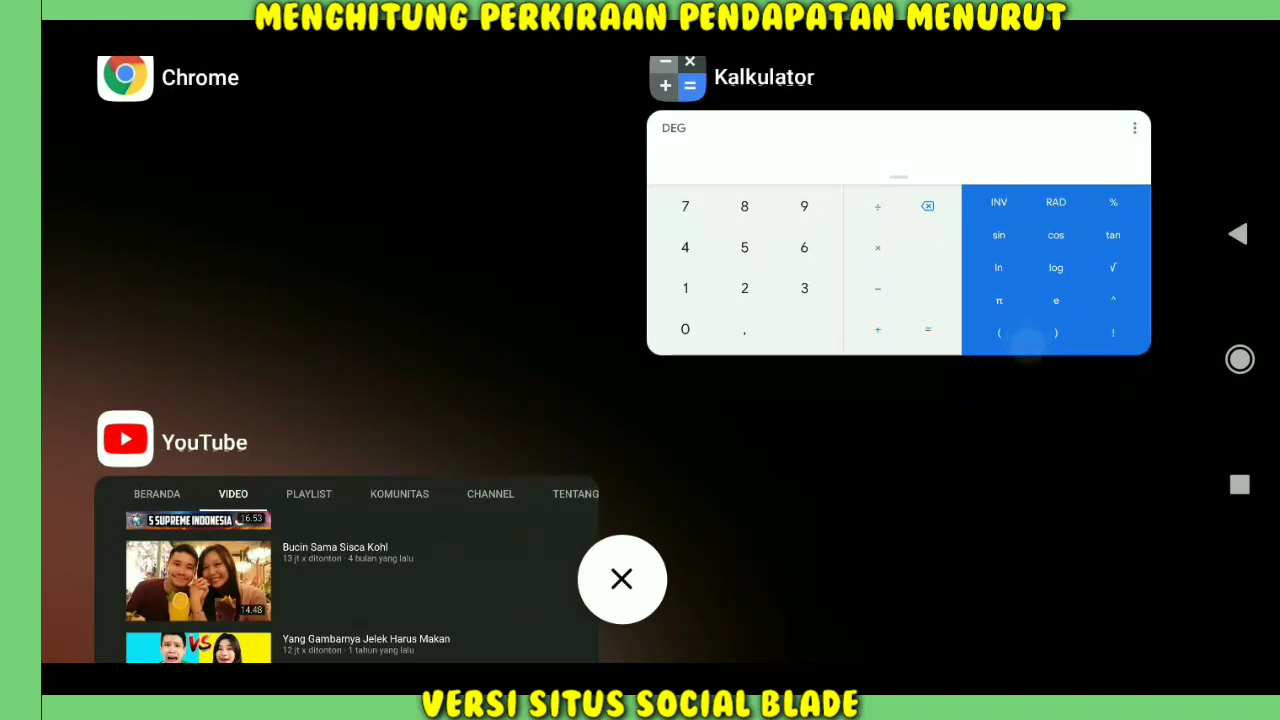 MENGHITUNG PERKIRAAN PENDAPATAN MENURUT
Chrome
Kalkulator
DEG
7 8 9 ÷ INV RAD %
4 5 6 × sin cos tan
1 2 3 − ln log √
π e ^
0 , + = ( ) !
YouTube
BERANDA VIDEO PLAYLIST KOMUNITAS CHANNEL TENTANG
5 SUPREME INDONESIA 16.53
Bucin Sama Sisca Kohl
13 jt x ditonton · 4 bulan yang lalu
14.48
Yang Gambarnya Jelek Harus Makan
VS
12 jt x ditonton · 1 tahun yang lalu
VERSI SITUS SOCIAL BLADE